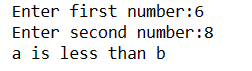 Enter first number:6
Enter second number:8
a is less than b